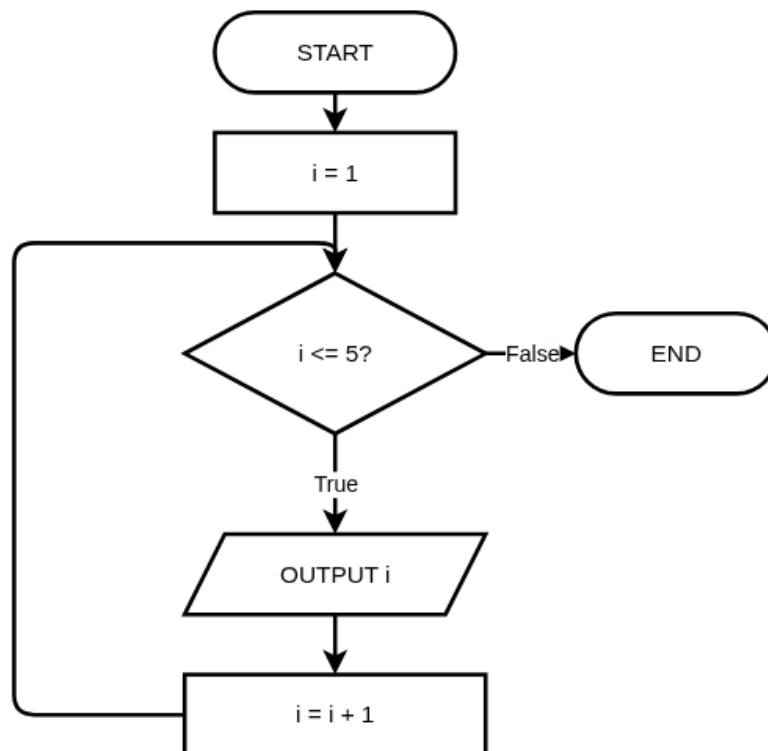 START
i = 1
i <= 5?
False
END
True
OUTPUT i
i = i + 1